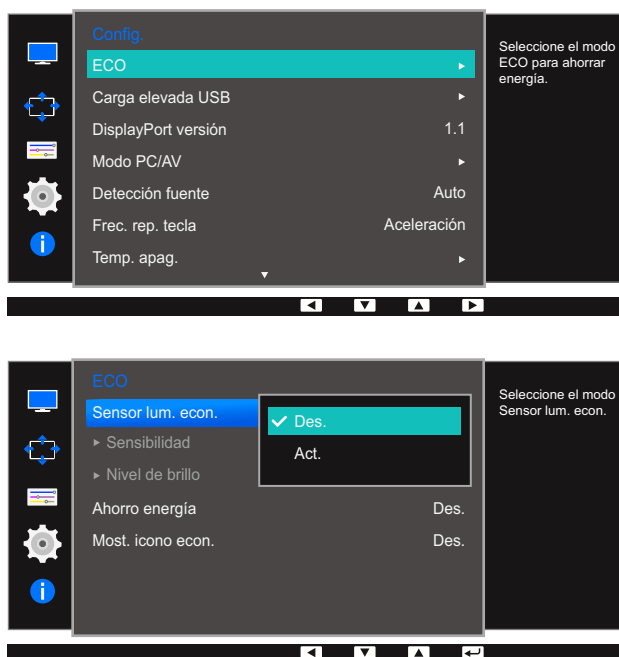 Config.
ECO
Carga elevada USB
DisplayPort versión 1.1
Modo PC/AV
Detección fuente Auto
Frec. rep. tecla Aceleración
Temp. apag.
Seleccione el modo
ECO para ahorrar
energía.
ECO
Sensor lum. econ.
Sensibilidad
Nivel de brillo
Des.
Act.
Ahorro energía Des.
Most. icono econ. Des.
Seleccione el modo
Sensor lum. econ.